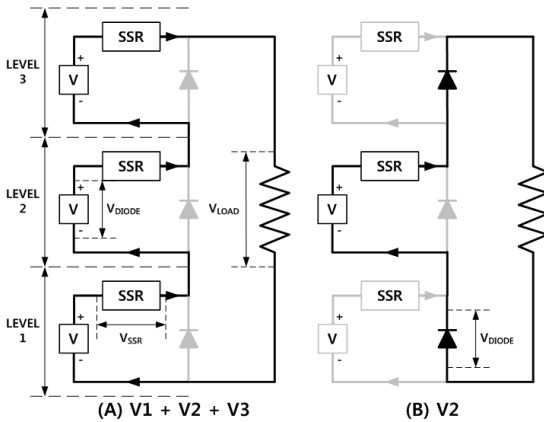 LEVEL
3
+
V
-
SSR
LEVEL
2
+
V
-
SSR
VDIODE
VLOAD
LEVEL
1
+
V
-
SSR
VSSR
(A) V1 + V2 + V3
+
V
-
SSR
+
V
-
SSR
+
V
-
SSR
VDIODE
(B) V2